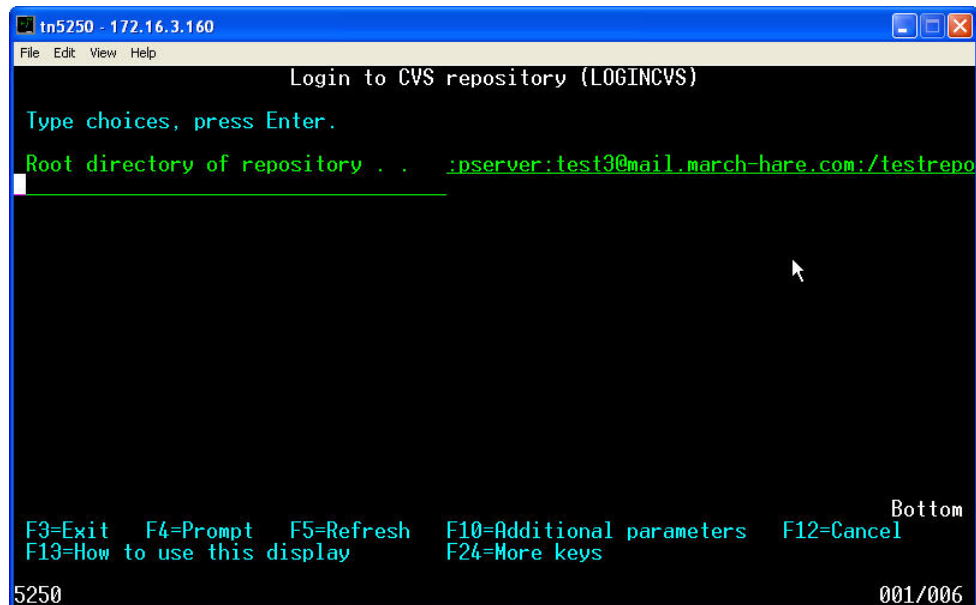 tn5250 - 172.16.3.160
File Edit View Help
Login to CVS repository (LOGINCVS)
Type choices, press Enter.
Root directory of repository . . :pserver:test3@mail.march-hare.com:/testrepo
Bottom
F3=Exit F4=Prompt F5=Refresh F10=Additional parameters F12=Cancel
F13=How to use this display F24=More keys
5250 001/006